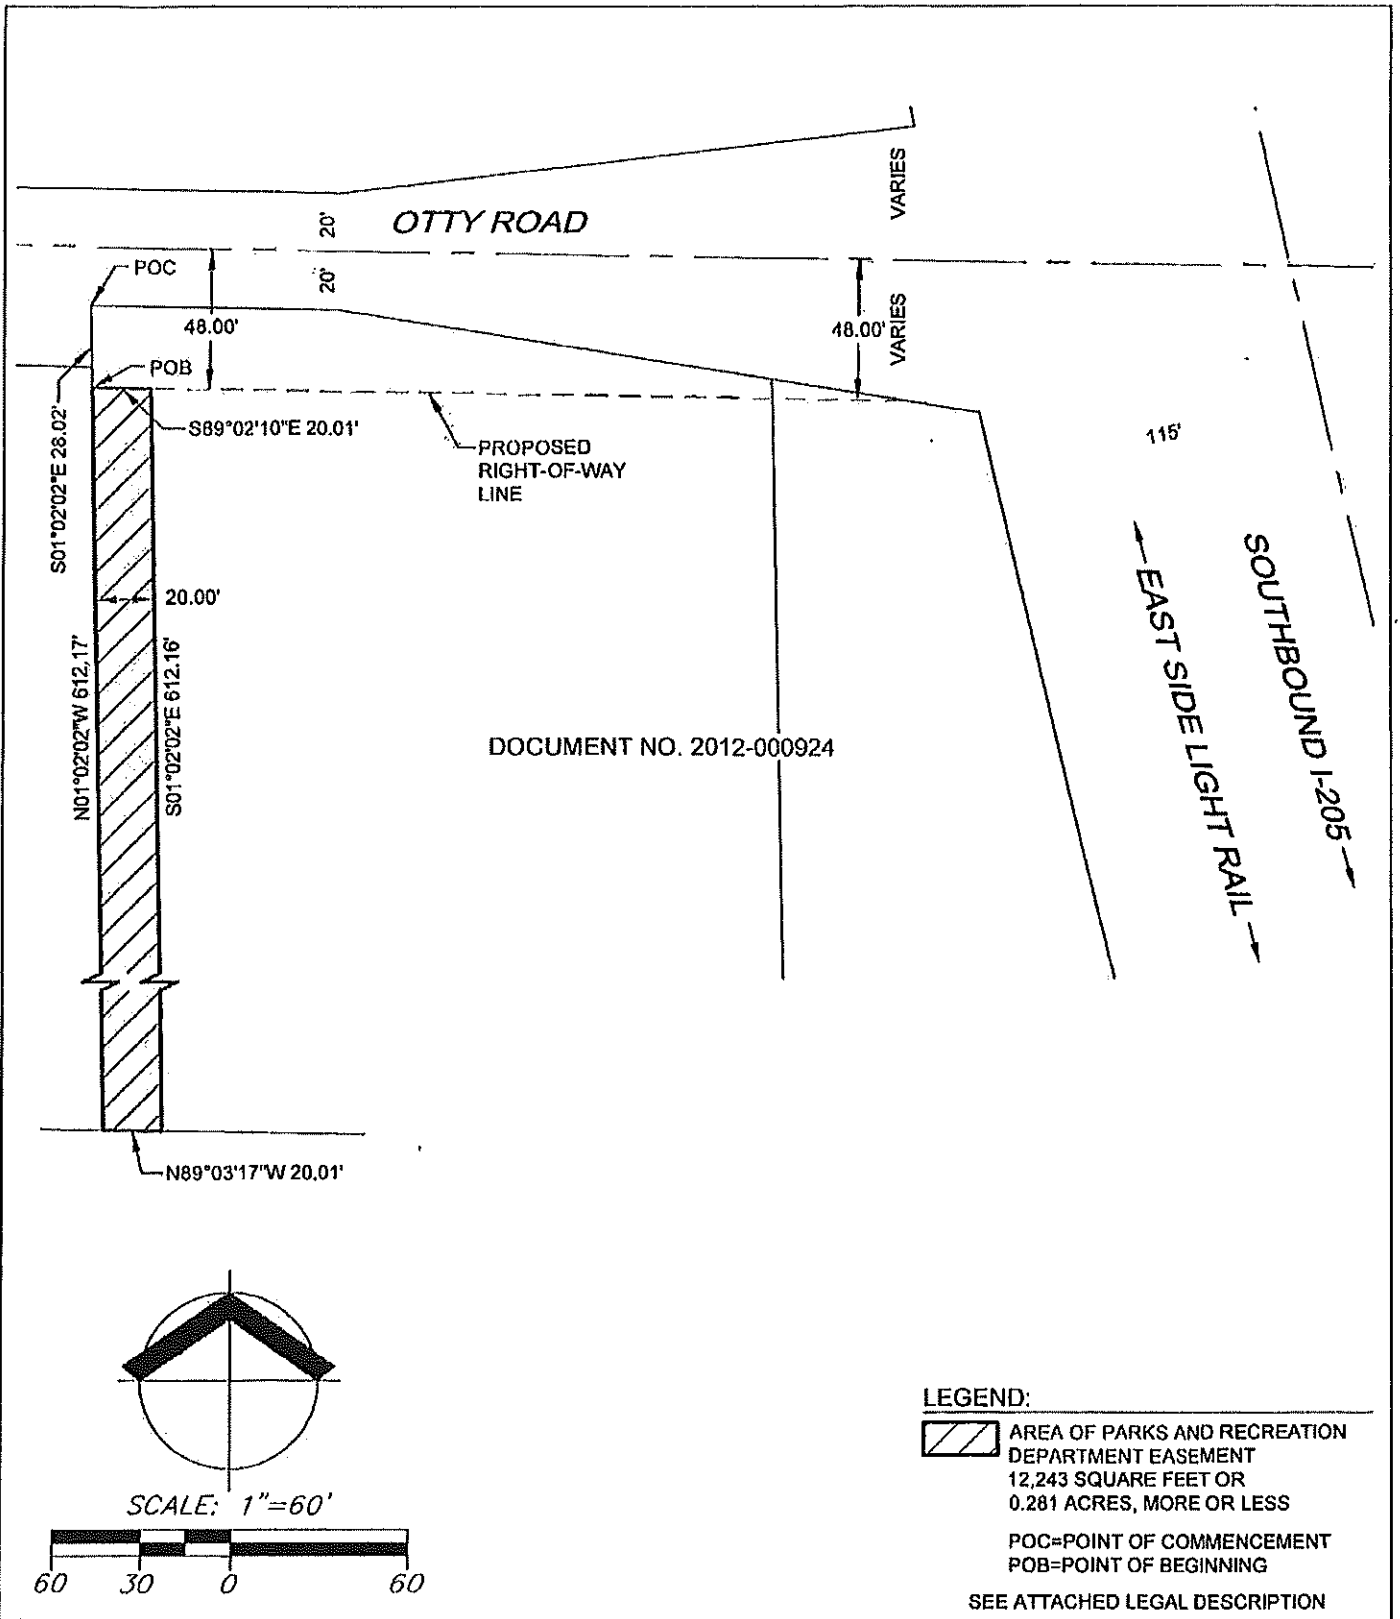 VARIES
20'
OTTY ROAD
POC
20'
48.00'
48.00'
VARIES
POB
S89°02'10"E 20.01'
S01°02'02"E 28.02'
PROPOSED
RIGHT-OF-WAY
LINE
115'
20.00'
N01°02'02"W 612.17'
S01°02'02"E 612.16'
DOCUMENT NO. 2012-000924
EAST SIDE LIGHT RAIL
SOUTHBOUND I-205
N89°03'17"W 20.01'
SCALE: 1"=60'
60 30 0 60
LEGEND:
AREA OF PARKS AND RECREATION
DEPARTMENT EASEMENT
12,243 SQUARE FEET OR
0.281 ACRES, MORE OR LESS
POC=POINT OF COMMENCEMENT
POB=POINT OF BEGINNING
SEE ATTACHED LEGAL DESCRIPTION